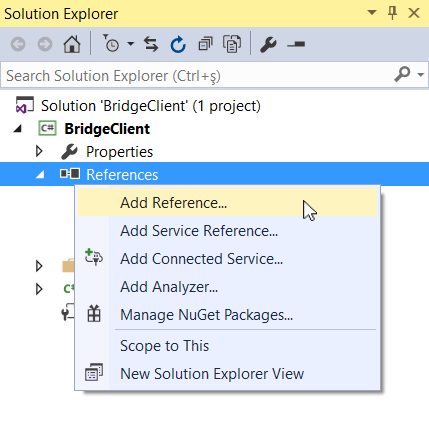 Solution Explorer
Search Solution Explorer (Ctrl+ş)
Solution 'BridgeClient' (1 project)
C# BridgeClient
Properties
References
Add Reference...
Add Service Reference...
Add Connected Service...
Add Analyzer...
Manage NuGet Packages...
Scope to This
New Solution Explorer View